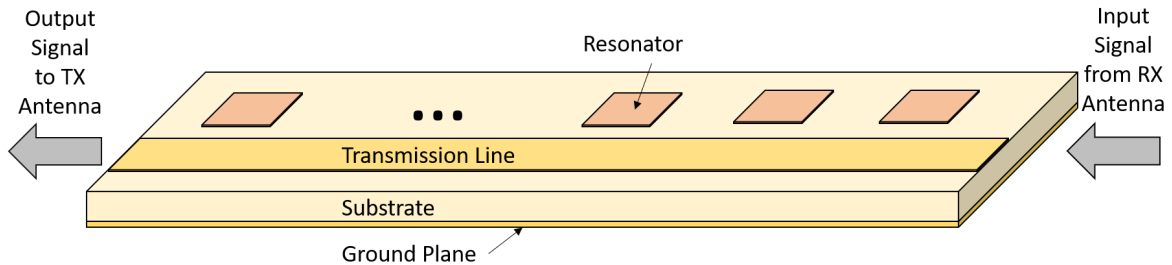 Output
Signal
to TX
Antenna
Resonator
Input
Signal
from RX
Antenna
Transmission Line
Substrate
Ground Plane